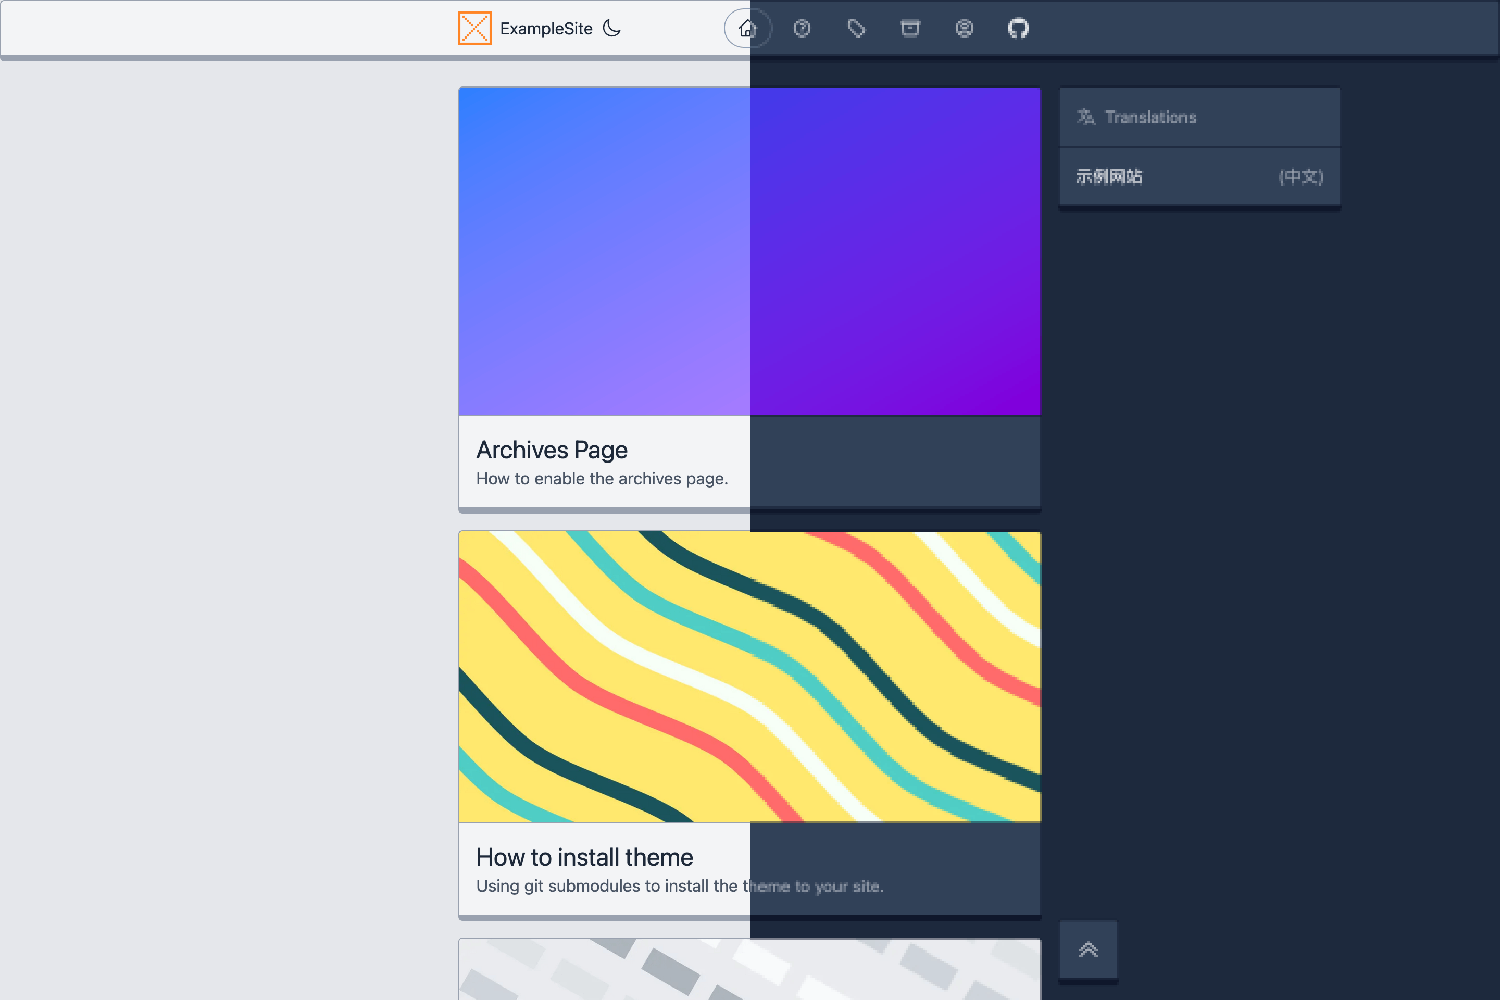 ExampleSite
Translations
示例网站 (中文)
Archives Page
How to enable the archives page.
How to install theme
Using git submodules to install the theme to your site.